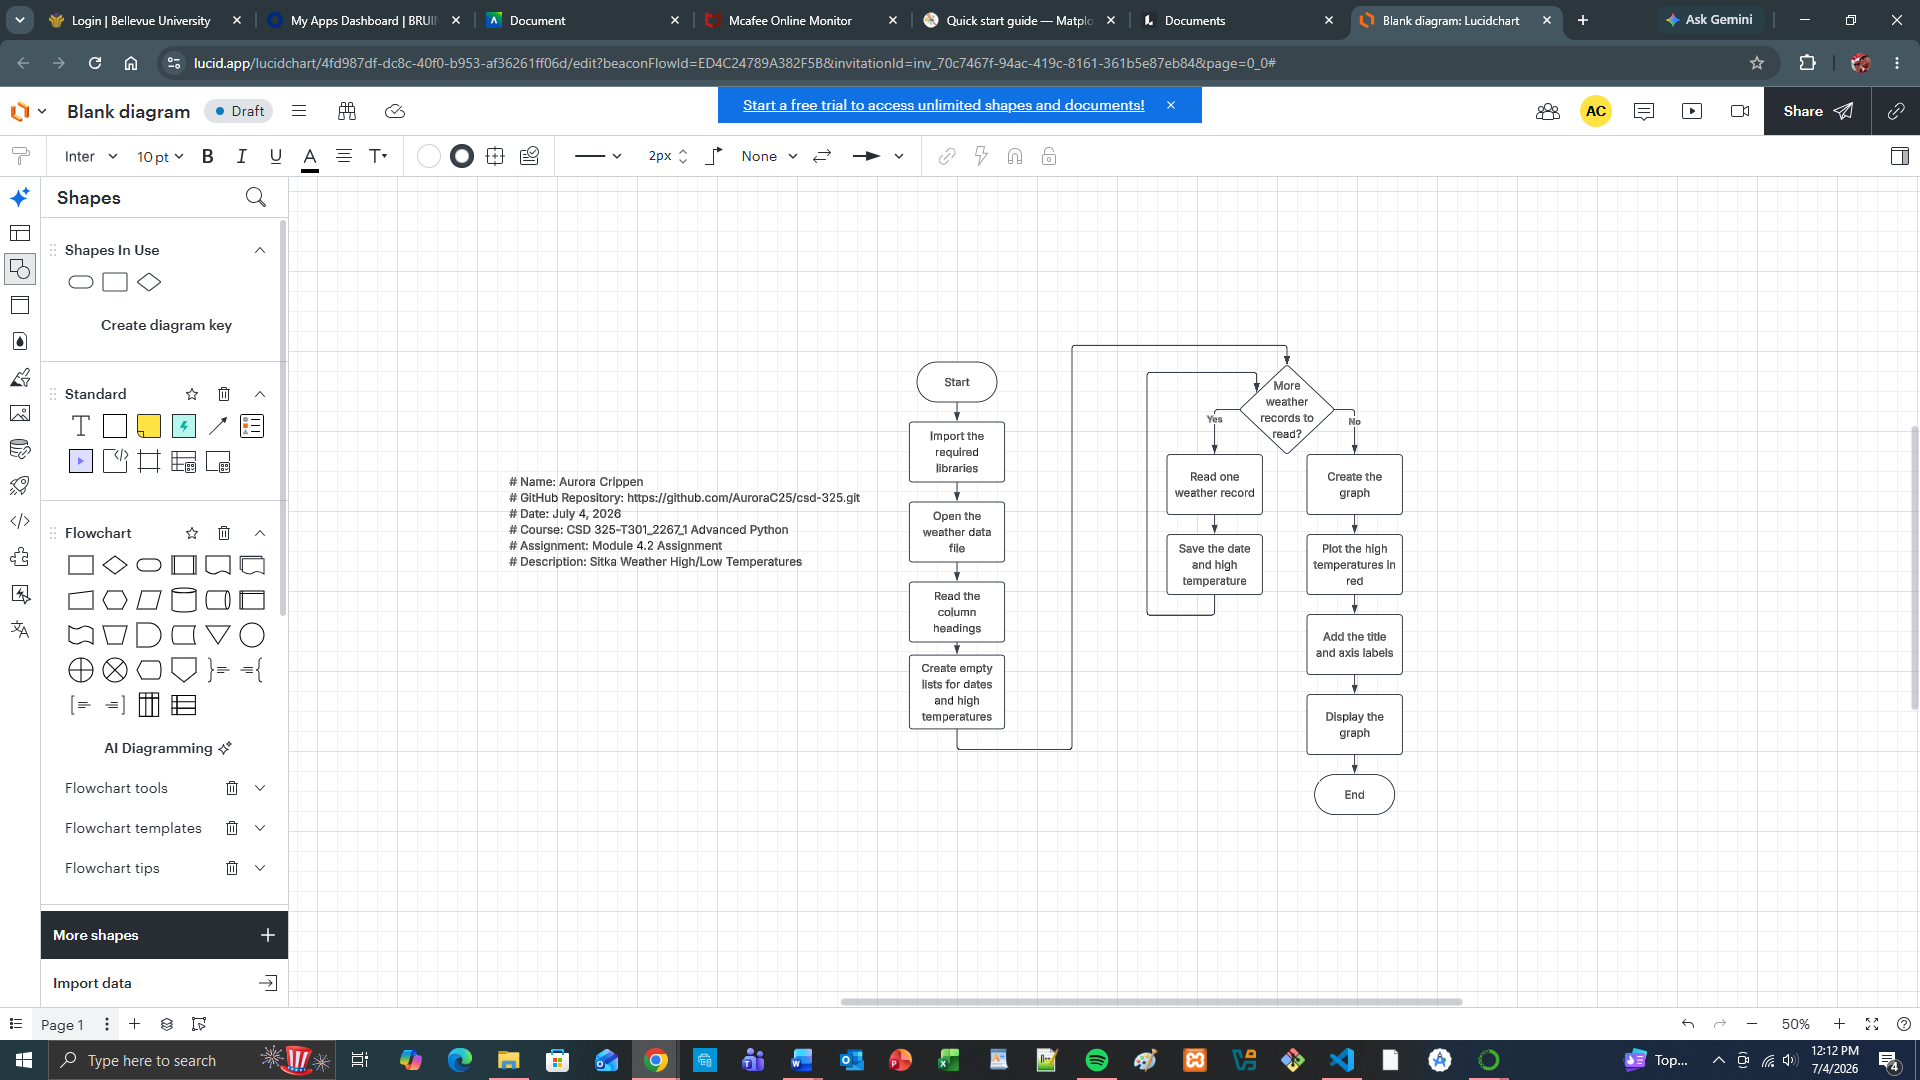 Login | Bellevue University
My Apps Dashboard | BRUIN
Document
Mcafee Online Monitor
Quick start guide — Matplo
Documents
Blank diagram: Lucidchart
Ask Gemini
lucid.app/lucidchart/4fd987df-dc8c-40f0-b953-af36261ff06d/edit?beaconFlowId=ED4C24789A382F5B&invitationId=inv_70c7467f-94ac-419c-8161-361b5e87eb84&page=0_0#
Blank diagram
Draft
Start a free trial to access unlimited shapes and documents!
AC
Share
Inter
10 pt
B
I
U
A
T
2px
None
Shapes
Shapes In Use
Create diagram key
Standard
T
Flowchart
AI Diagramming
Flowchart tools
Flowchart templates
Flowchart tips
More shapes
Import data
# Name: Aurora Crippen
# GitHub Repository: https://github.com/AuroraC25/csd-325.git
# Date: July 4, 2026
# Course: CSD 325-T301_2267_1 Advanced Python
# Assignment: Module 4.2 Assignment
# Description: Sitka Weather High/Low Temperatures
Start
Import the
required
libraries
Open the
weather data
file
Read the
column
headings
Create empty
lists for dates
and high
temperatures
More
weather
records to
read?
Yes
No
Read one
weather record
Save the date
and high
temperature
Create the
graph
Plot the high
temperatures in
red
Add the title
and axis labels
Display the
graph
End
Page 1
50%
Type here to search
Top...
12:12 PM
7/4/2026
4